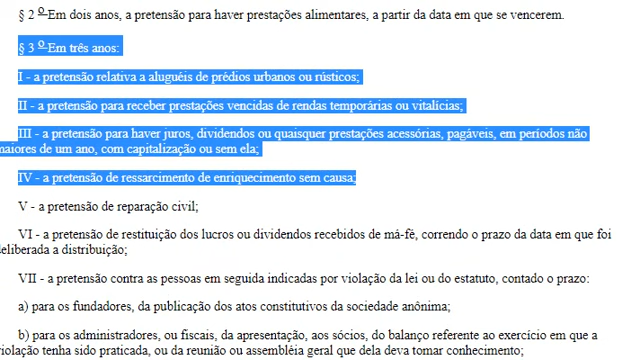 § 2 º Em dois anos, a pretensão para haver prestações alimentares, a partir da data em que se vencerem.
§ 3 º Em três anos:
I - a pretensão relativa a aluguéis de prédios urbanos ou rústicos;
II - a pretensão para receber prestações vencidas de rendas temporárias ou vitalícias;
III - a pretensão para haver juros, dividendos ou quaisquer prestações acessórias, pagáveis, em períodos não
maiores de um ano, com capitalização ou sem ela;
IV - a pretensão de ressarcimento de enriquecimento sem causa;
V - a pretensão de reparação civil;
VI - a pretensão de restituição dos lucros ou dividendos recebidos de má-fé, correndo o prazo da data em que foi
deliberada a distribuição;
VII - a pretensão contra as pessoas em seguida indicadas por violação da lei ou do estatuto, contado o prazo:
a) para os fundadores, da publicação dos atos constitutivos da sociedade anônima;
b) para os administradores, ou fiscais, da apresentação, aos sócios, do balanço referente ao exercício em que a
violação tenha sido praticada, ou da reunião ou assembléia geral que dela deva tomar conhecimento;